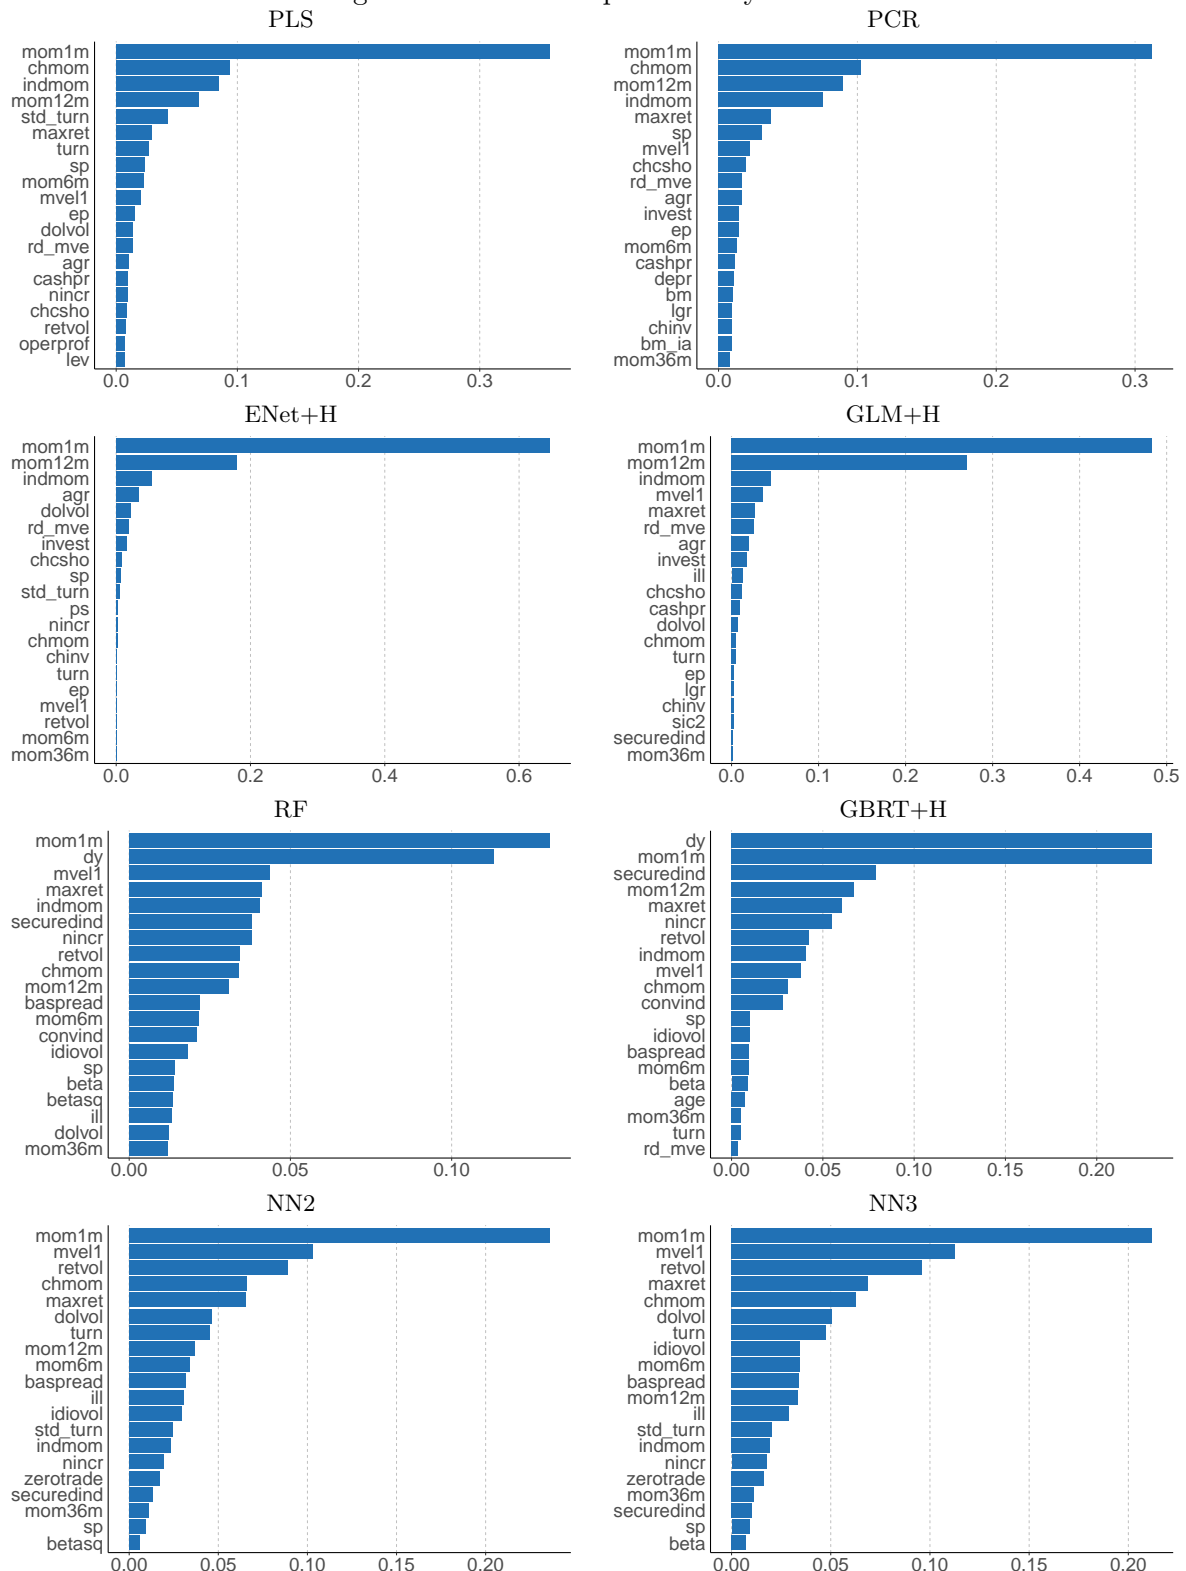 PLS
mom1m
chmom
indmom
mom12m
std_turn
maxret
turn
sp
mom6m
mvel1
ep
dolvol
rd_mve
agr
cashpr
nincr
chcsho
retvol
operprof
lev
0.0 0.1 0.2 0.3
PCR
mom1m
chmom
mom12m
indmom
maxret
sp
mvel1
chcsho
rd_mve
agr
invest
ep
mom6m
cashpr
depr
bm
lgr
chinv
bm_ia
mom36m
0.0 0.1 0.2 0.3
ENet+H
mom1m
mom12m
indmom
agr
dolvol
rd_mve
invest
chcsho
sp
std_turn
ps
nincr
chmom
chinv
turn
ep
mvel1
retvol
mom6m
mom36m
0.0 0.2 0.4 0.6
GLM+H
mom1m
mom12m
indmom
mvel1
maxret
rd_mve
agr
invest
ill
chcsho
cashpr
dolvol
chmom
turn
ep
lgr
chinv
sic2
securedind
mom36m
0.0 0.1 0.2 0.3 0.4 0.5
RF
mom1m
dy
mvel1
maxret
indmom
securedind
nincr
retvol
chmom
mom12m
baspread
mom6m
convind
idiovol
sp
beta
betasq
ill
dolvol
mom36m
0.00 0.05 0.10
GBRT+H
dy
mom1m
securedind
mom12m
maxret
nincr
retvol
indmom
mvel1
chmom
convind
sp
idiovol
baspread
mom6m
beta
age
mom36m
turn
rd_mve
0.00 0.05 0.10 0.15 0.20
NN2
mom1m
mvel1
retvol
chmom
maxret
dolvol
turn
mom12m
mom6m
baspread
ill
idiovol
std_turn
indmom
nincr
zerotrade
securedind
mom36m
sp
betasq
0.00 0.05 0.10 0.15 0.20
NN3
mom1m
mvel1
retvol
maxret
chmom
dolvol
turn
idiovol
mom6m
baspread
mom12m
ill
std_turn
indmom
nincr
zerotrade
mom36m
securedind
sp
beta
0.00 0.05 0.10 0.15 0.20